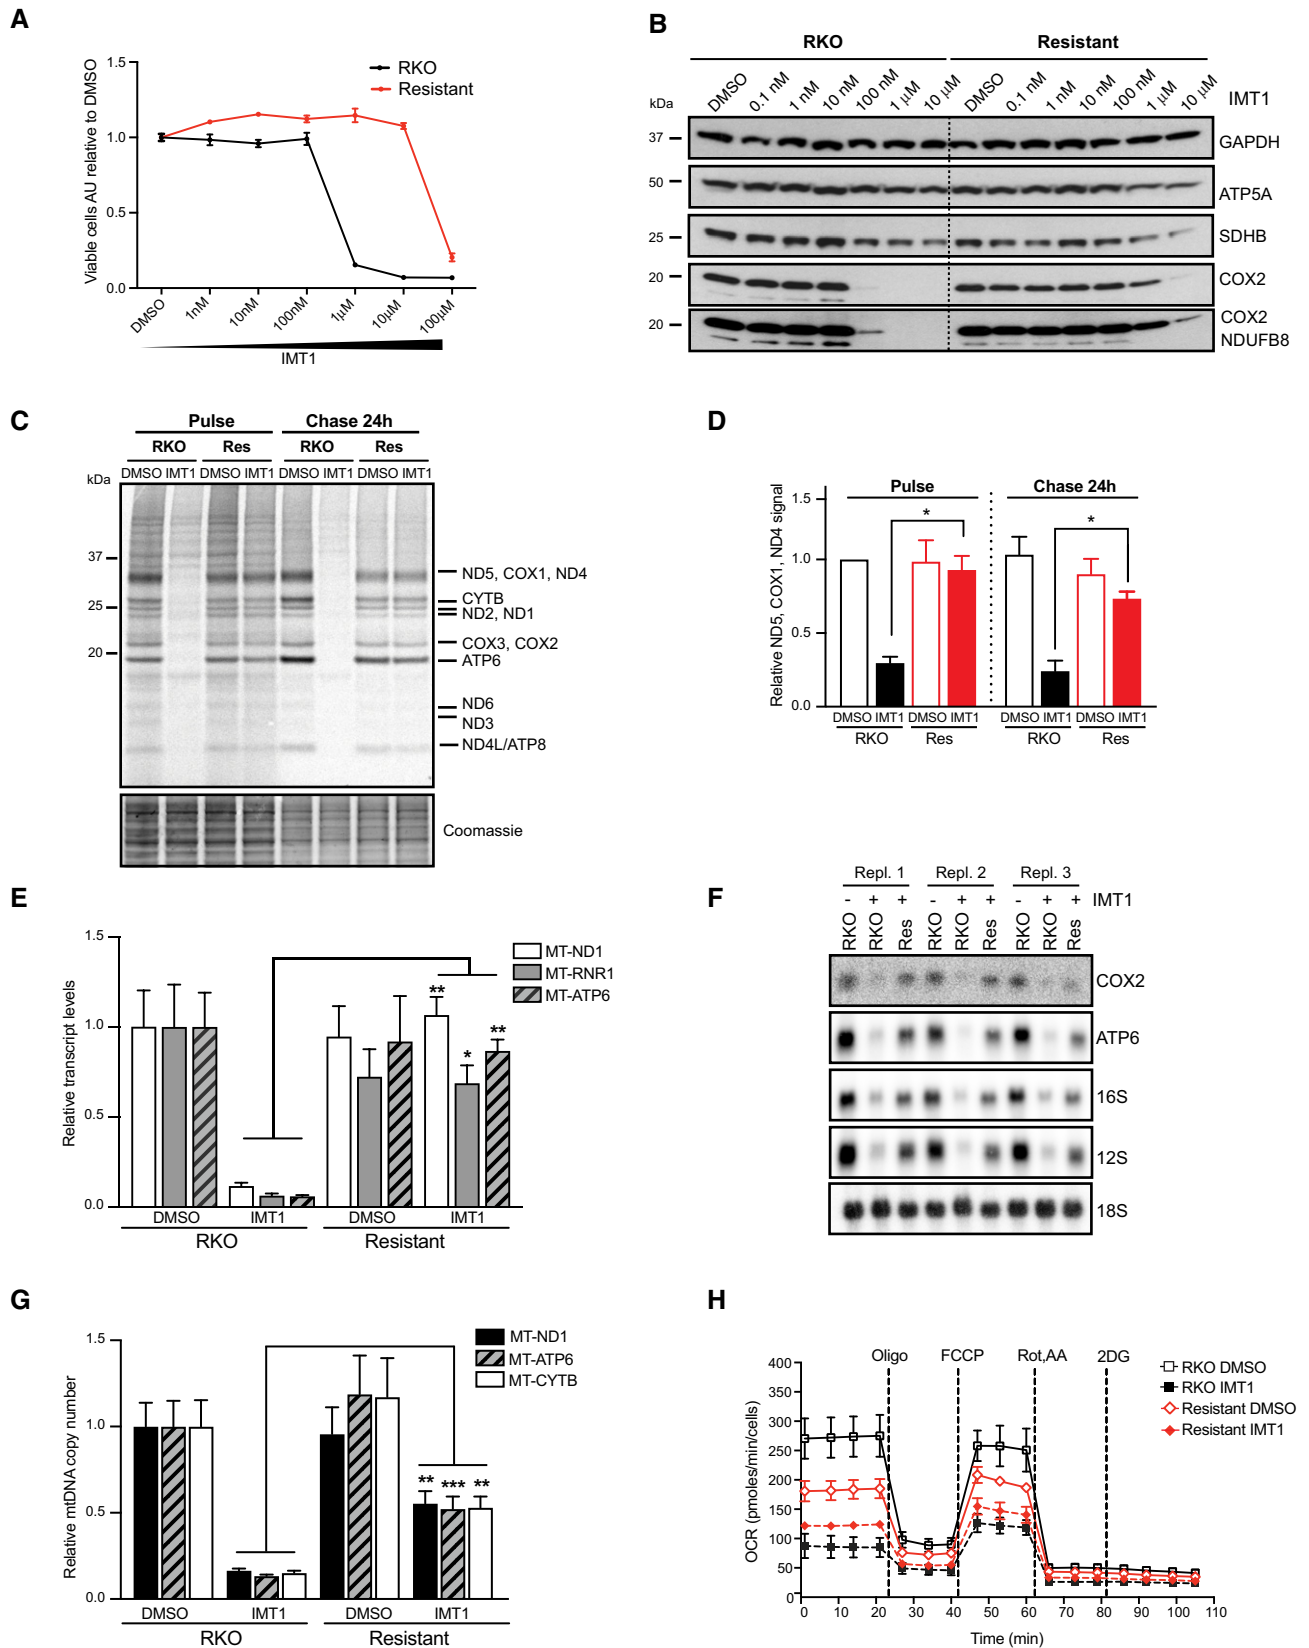 A
Viable cells AU relative to DMSO
1.5
1.0
0.5
0.0
RKO
Resistant
DMSO
1nM
10nM
100nM
1µM
10µM
100µM
IMT1
B
RKO Resistant
DMSO 0.1 nM 1 nM 10 nM 100 nM 1 µM 10 µM DMSO 0.1 nM 1 nM 10 nM 100 nM 1 µM 10 µM IMT1
kDa
37 GAPDH
50 ATP5A
25 SDHB
20 COX2
20 COX2
NDUFB8
C
Pulse Chase 24h
RKO Res RKO Res
DMSO IMT1 DMSO IMT1 DMSO IMT1 DMSO IMT1
kDa
37
25
20
ND5, COX1, ND4
CYTB
ND2, ND1
COX3, COX2
ATP6
ND6
ND3
ND4L/ATP8
Coomassie
D
Relative ND5, COX1, ND4 signal
1.5
1.0
0.5
0.0
Pulse Chase 24h
* *
DMSO IMT1 DMSO IMT1 DMSO IMT1 DMSO IMT1
RKO Res RKO Res
E
Relative transcript levels
1.5
1.0
0.5
0.0
MT-ND1
MT-RNR1
MT-ATP6
** * **
DMSO IMT1 DMSO IMT1
RKO Resistant
F
Repl. 1 Repl. 2 Repl. 3
- + + - + + - + + IMT1
RKO RKO Res RKO RKO Res RKO RKO Res
COX2
ATP6
16S
12S
18S
G
Relative mtDNA copy number
1.5
1.0
0.5
0.0
MT-ND1
MT-ATP6
MT-CYTB
** *** **
DMSO IMT1 DMSO IMT1
RKO Resistant
H
OCR (pmoles/min/cells)
400
350
300
250
200
150
100
50
0
Oligo FCCP Rot,AA 2DG
RKO DMSO
RKO IMT1
Resistant DMSO
Resistant IMT1
0 10 20 30 40 50 60 70 80 90 100 110
Time (min)